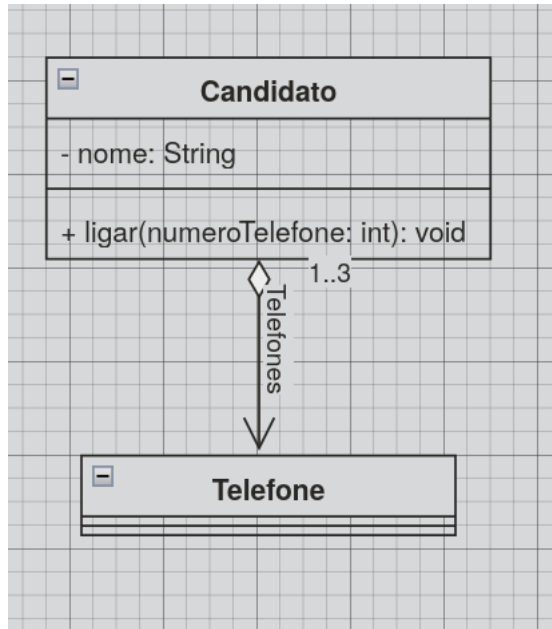 Candidato
- nome: String
+ ligar(numeroTelefone: int): void
1..3
Telefones
Telefone